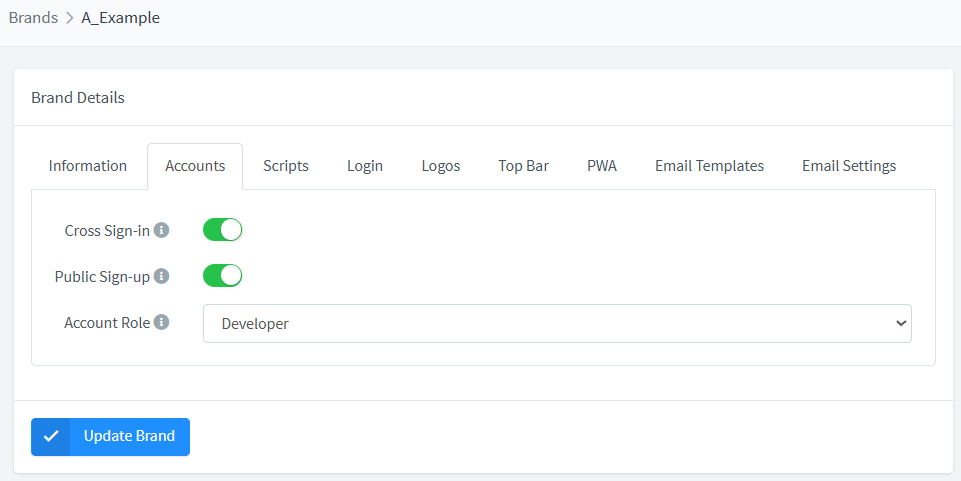 Brands > A_Example
Brand Details
Information Accounts Scripts Login Logos Top Bar PWA Email Templates Email Settings
Cross Sign-in
Public Sign-up
Account Role Developer
Update Brand